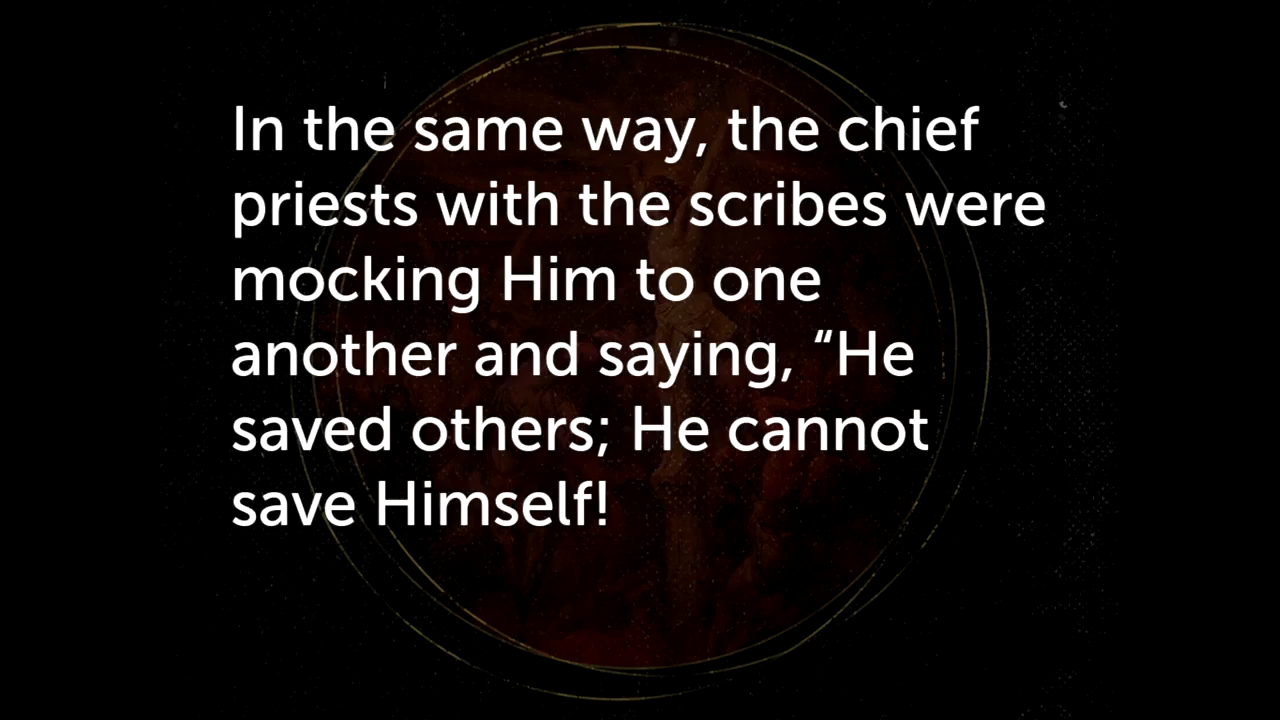 In the same way, the chief
priests with the scribes were
mocking Him to one
another and saying, “He
saved others; He cannot
save Himself!